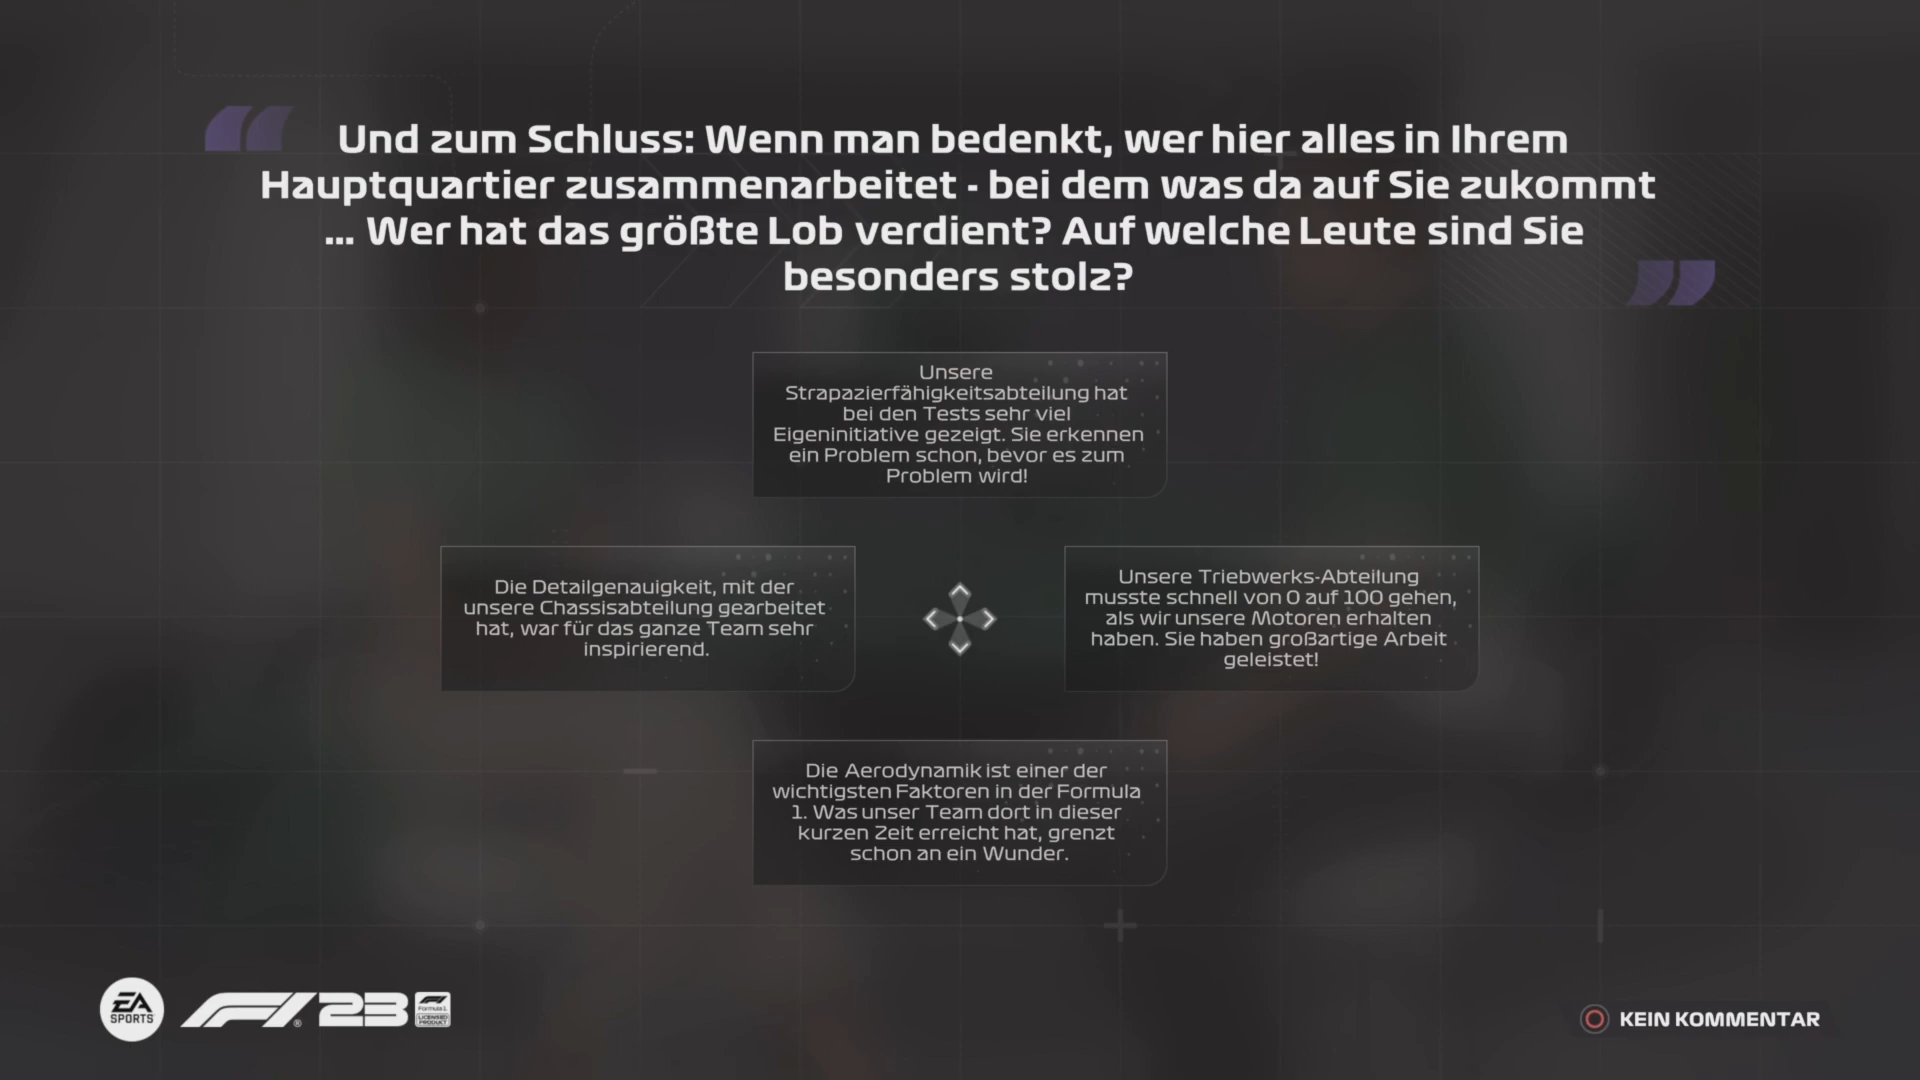 Und zum Schluss: Wenn man bedenkt, wer hier alles in Ihrem
Hauptquartier zusammenarbeitet - bei dem was da auf Sie zukommt
... Wer hat das größte Lob verdient? Auf welche Leute sind Sie
besonders stolz?
Unsere
Strapazierfähigkeitsabteilung hat
bei den Tests sehr viel
Eigeninitiative gezeigt. Sie erkennen
ein Problem schon, bevor es zum
Problem wird!
Die Detailgenauigkeit, mit der
unsere Chassisabteilung gearbeitet
hat, war für das ganze Team sehr
inspirierend.
Unsere Triebwerks-Abteilung
musste schnell von 0 auf 100 gehen,
als wir unsere Motoren erhalten
haben. Sie haben großartige Arbeit
geleistet!
Die Aerodynamik ist einer der
wichtigsten Faktoren in der Formula
1. Was unser Team dort in dieser
kurzen Zeit erreicht hat, grenzt
schon an ein Wunder.
EA
SPORTS
F1® 23
Formula 1
LICENSED
PRODUCT
KEIN KOMMENTAR